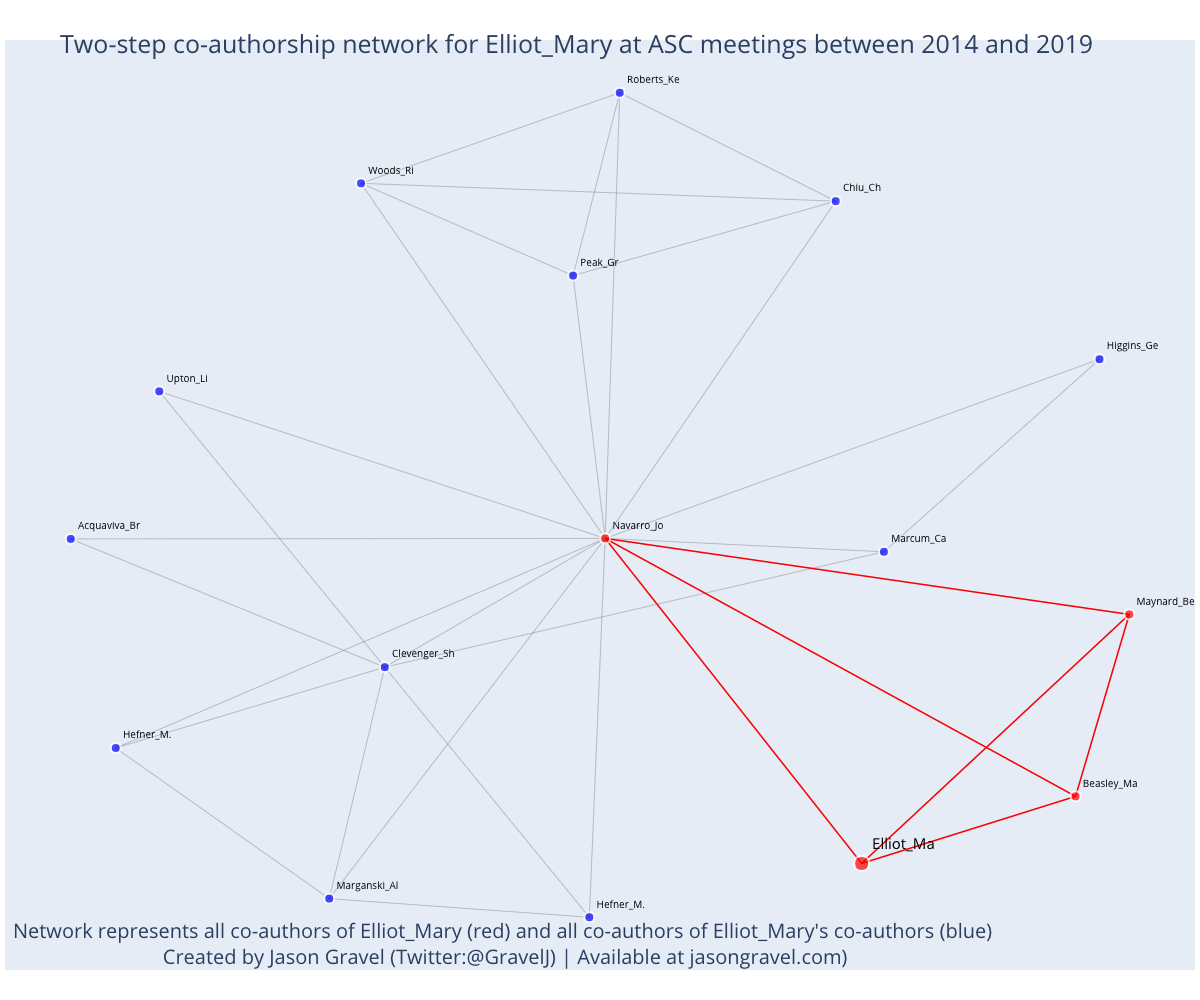 Two-step co-authorship network for Elliot_Mary at ASC meetings between 2014 and 2019
Roberts_Ke
Woods_Ri
Chiu_Ch
Peak_Gr
Higgins_Ge
Upton_Li
Acquaviva_Br
Navarro_Jo
Marcum_Ca
Maynard_Be
Clevenger_Sh
Hefner_M.
Beasley_Ma
Elliot_Ma
Marganski_Al
Hefner_M.
Network represents all co-authors of Elliot_Mary (red) and all co-authors of Elliot_Mary's co-authors (blue)
Created by Jason Gravel (Twitter:@GravelJ) | Available at jasongravel.com)